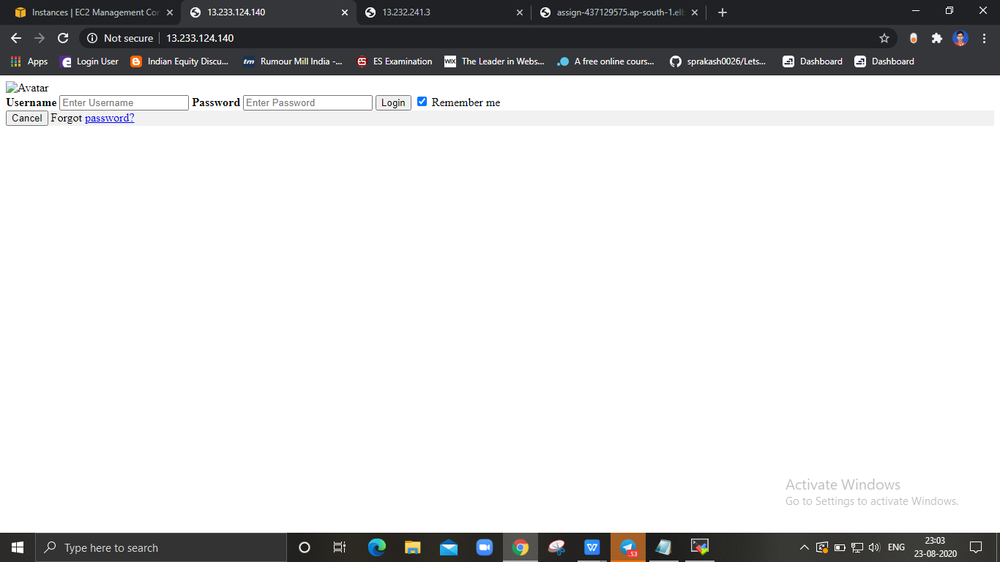 Instances | EC2 Management Con
13.233.124.140
13.232.241.3
assign-437129575.ap-south-1.elb
Not secure
13.233.124.140
Apps
Login User
Indian Equity Discu...
tm
Rumour Mill India -...
ES Examination
WIX
The Leader in Webs...
A free online cours...
sprakash0026/Lets...
Dashboard
Dashboard
Avatar
Username Enter Username Password Enter Password Login Remember me
Cancel Forgot password?
Activate Windows
Go to Settings to activate Windows.
Type here to search
..53
ENG
23:03
23-08-2020